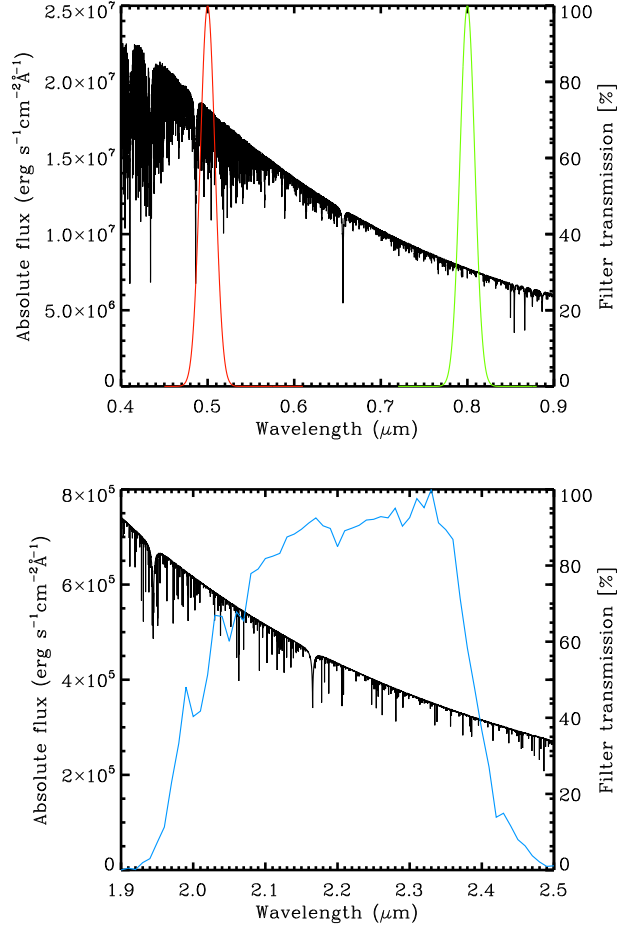 2.5×10⁷
2.0×10⁷
1.5×10⁷
1.0×10⁷
5.0×10⁶
0
Absolute flux (erg s⁻¹cm⁻²Å⁻¹)
100
80
60
40
20
0
Filter transmission [%]
0.4 0.5 0.6 0.7 0.8 0.9
Wavelength (μm)
8×10⁵
6×10⁵
4×10⁵
2×10⁵
0
Absolute flux (erg s⁻¹cm⁻²Å⁻¹)
100
80
60
40
20
0
Filter transmission [%]
1.9 2.0 2.1 2.2 2.3 2.4 2.5
Wavelength (μm)